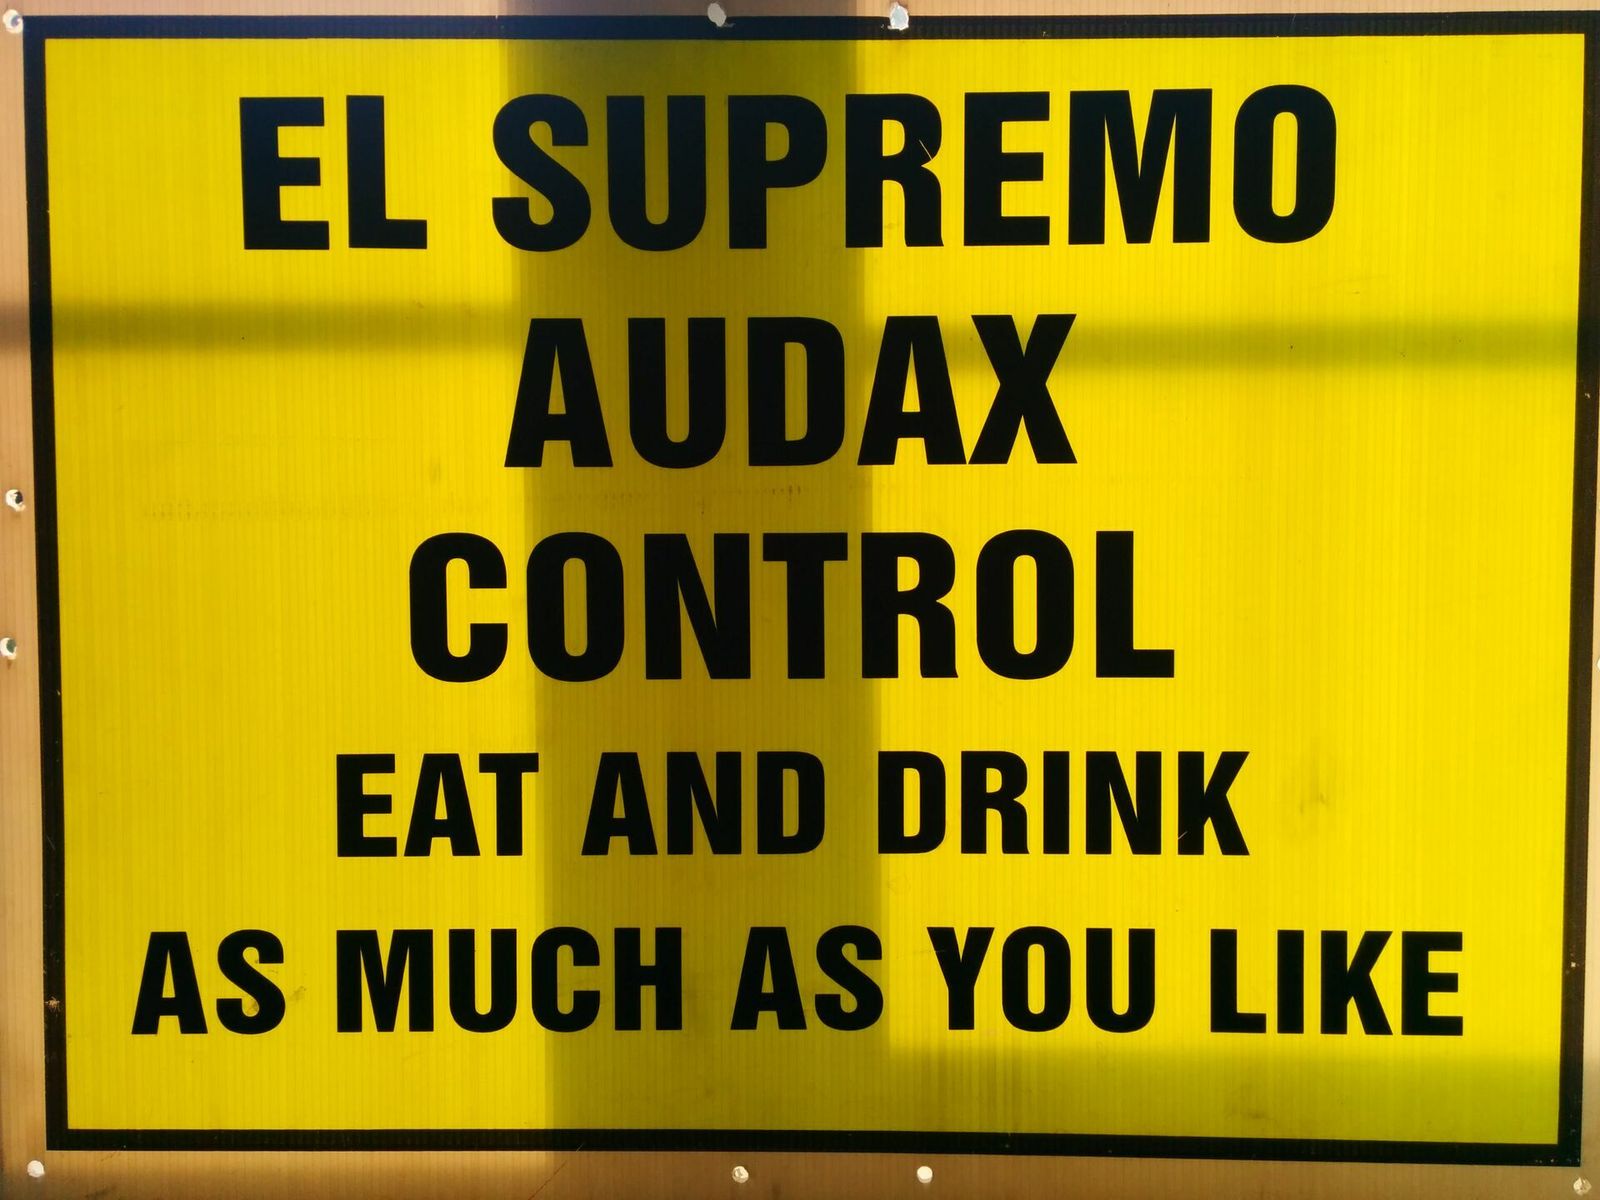 EL SUPREMO
AUDAX
CONTROL
EAT AND DRINK
AS MUCH AS YOU LIKE